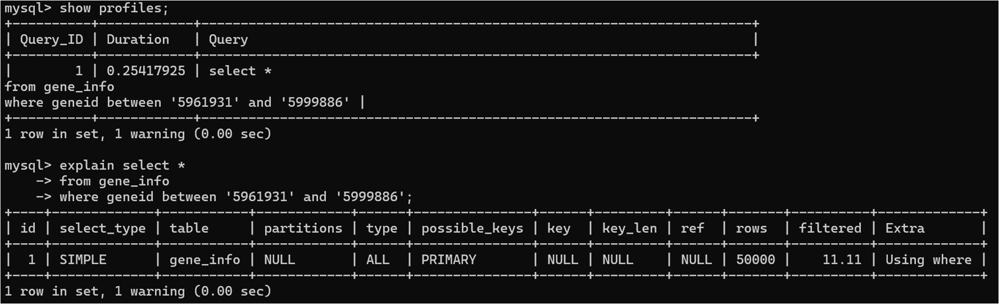 mysql> show profiles;
+----------+------------+----------------------------------------------------------------------+
| Query_ID | Duration   | Query                                                                |
+----------+------------+----------------------------------------------------------------------+
|        1 | 0.25417925 | select *
from gene_info
where geneid between '5961931' and '5999886' |
+----------+------------+----------------------------------------------------------------------+
1 row in set, 1 warning (0.00 sec)

mysql> explain select *
    -> from gene_info
    -> where geneid between '5961931' and '5999886';
+----+-------------+-----------+------------+------+---------------+------+---------+------+-------+----------+-------------+
| id | select_type | table     | partitions | type | possible_keys | key  | key_len | ref  | rows  | filtered | Extra       |
+----+-------------+-----------+------------+------+---------------+------+---------+------+-------+----------+-------------+
|  1 | SIMPLE      | gene_info | NULL       | ALL  | PRIMARY       | NULL | NULL    | NULL | 50000 |    11.11 | Using where |
+----+-------------+-----------+------------+------+---------------+------+---------+------+-------+----------+-------------+
1 row in set, 1 warning (0.00 sec)